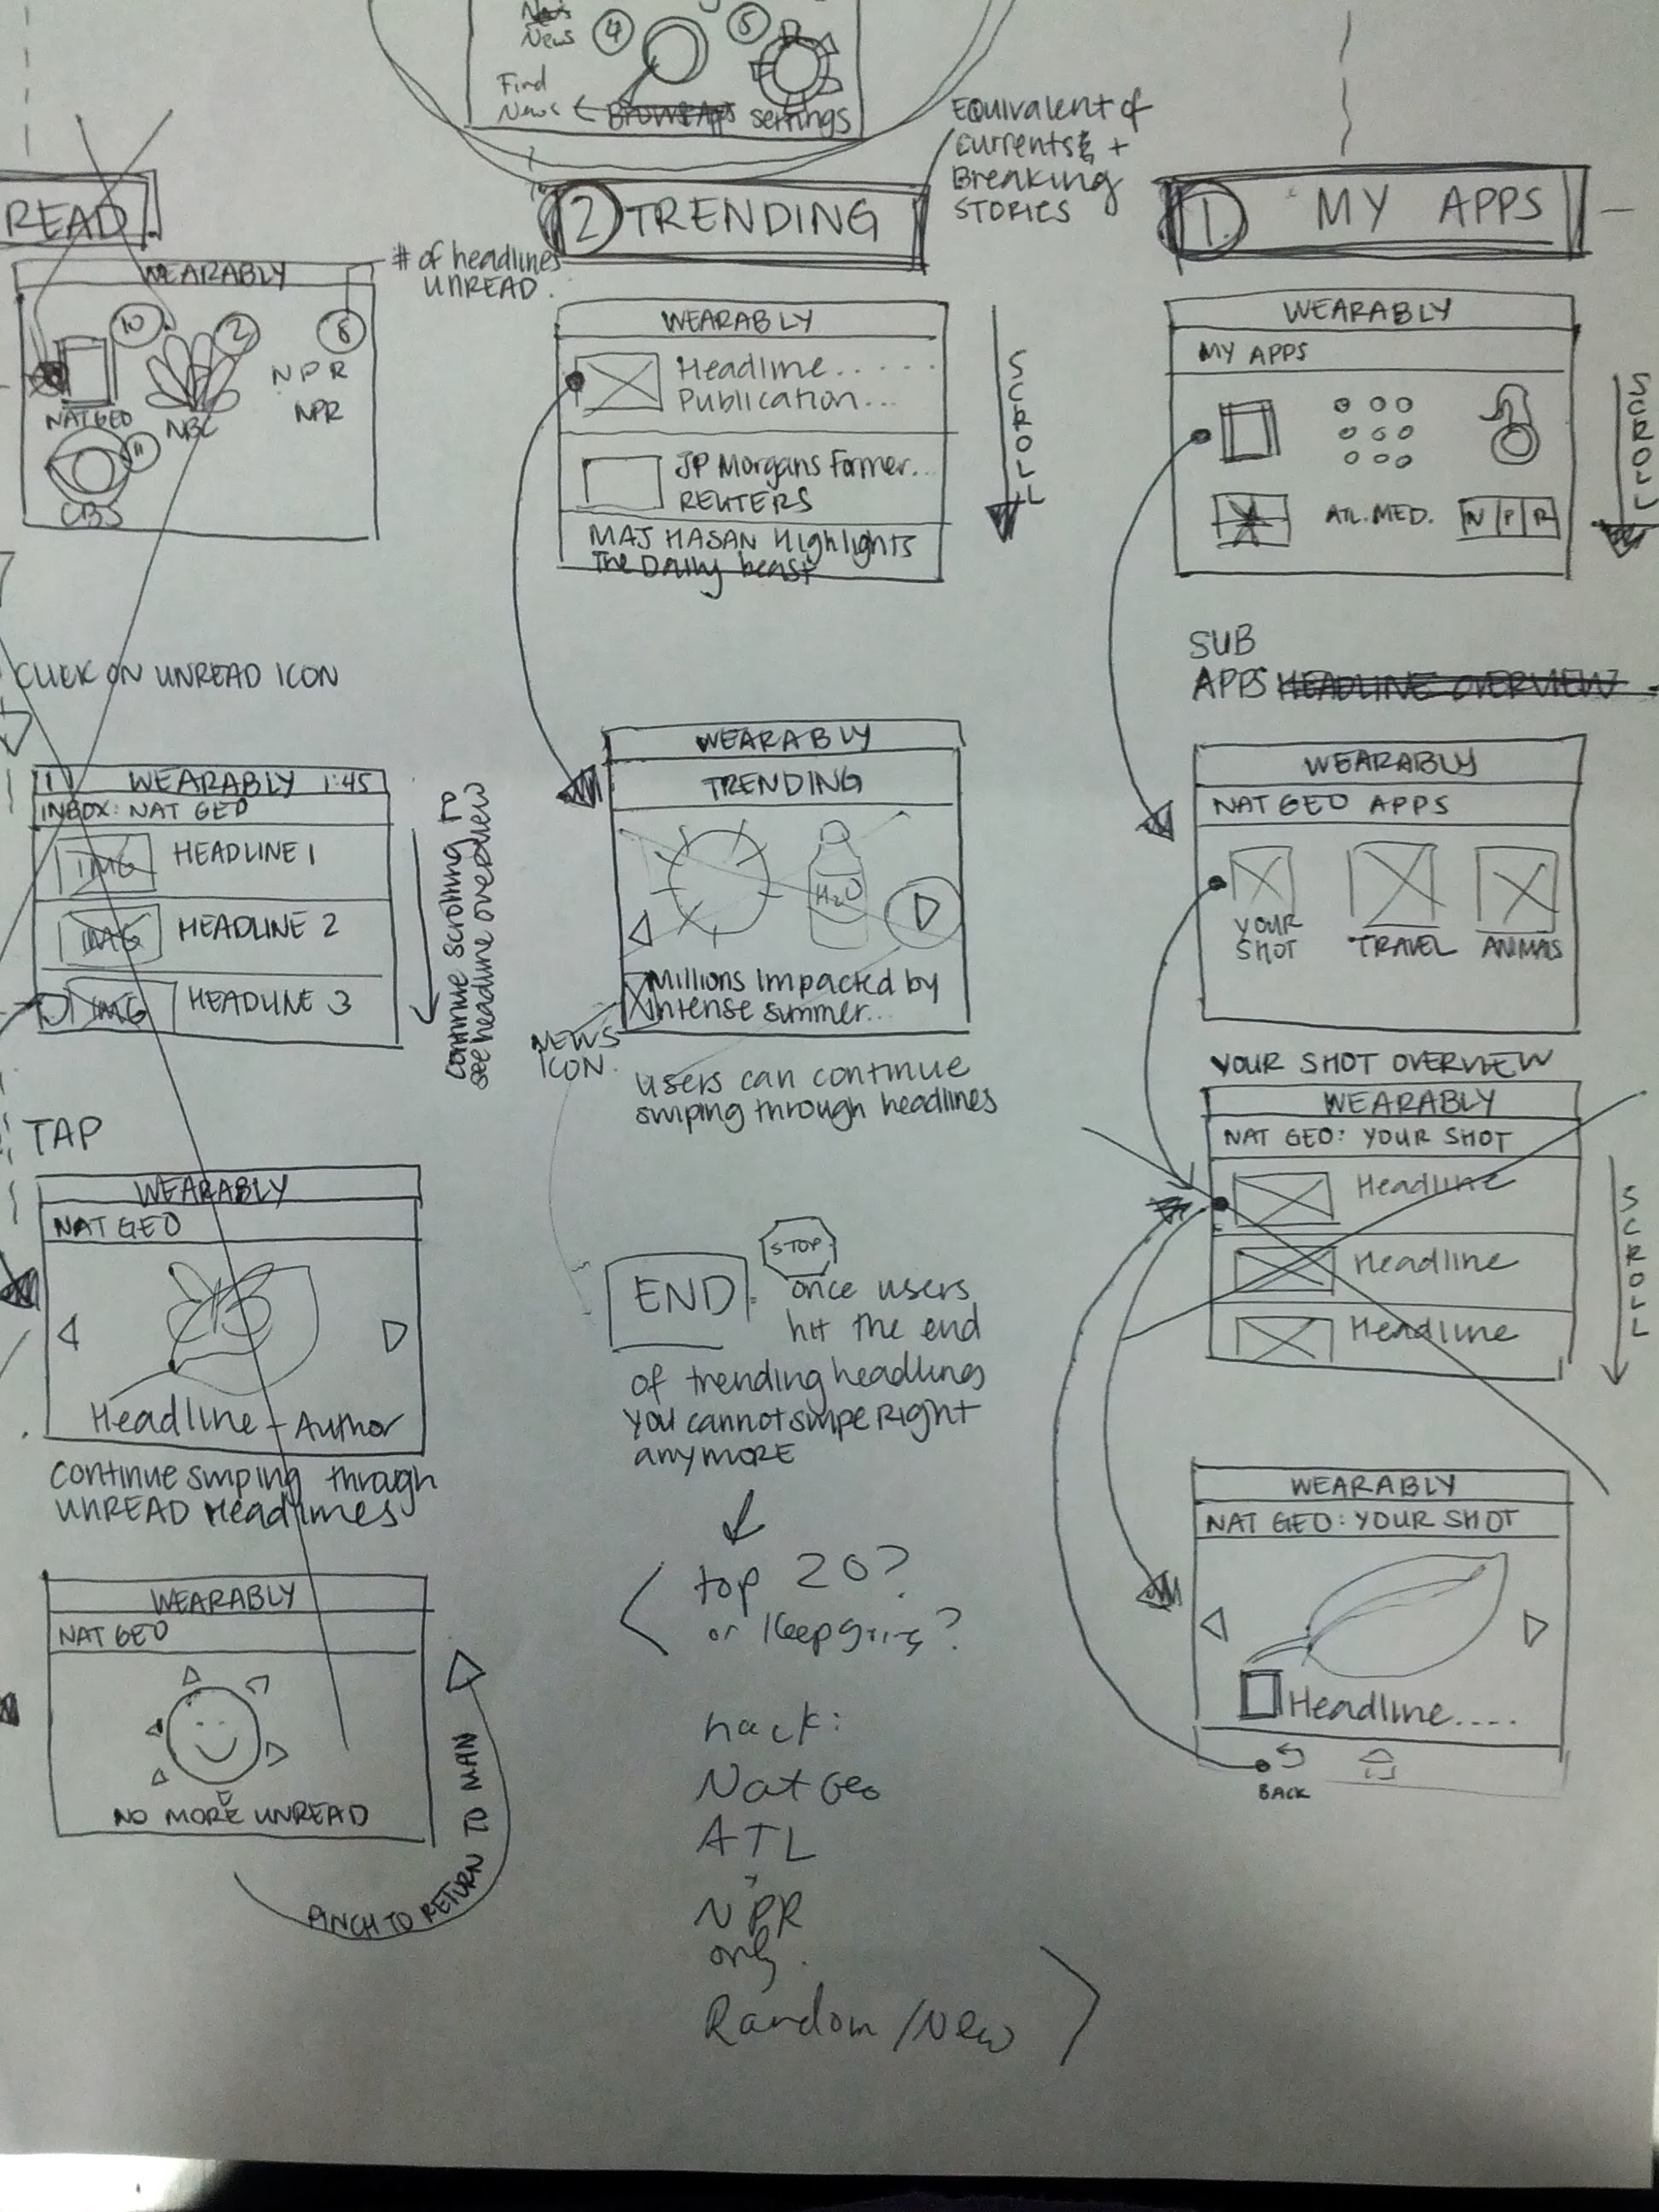 News
4
5
Find
News
settings
Equivalent of
currents +
Breaking
STORIES
READ
WEARABLY
# of headlines
UNREAD.
10
2
8
NATGEO
NBC
NPR
NPR
11
CBS
CLICK ON UNREAD ICON
WEARABLY 1:45
INBOX: NAT GEO
IMG HEADLINE 1
IMG HEADLINE 2
IMG HEADLINE 3
continue scrolling to
see headline overview
TAP
WEARABLY
NAT GEO
Headline - Author
continue swiping through
UNREAD Headlines
WEARABLY
NAT GEO
NO MORE UNREAD
PINCH TO RETURN TO MAN
2 TRENDING
WEARABLY
Headline.....
Publication...
JP Morgans Former...
REUTERS
MAJ HASAN Highlights
The Daily beast
SCROLL
WEARABLY
TRENDING
H2O
Millions Impacted by
intense summer...
NEWS
ICON.
users can continue
swiping through headlines
STOP
END. once users
hit the end
of trending headlines
you cannot swipe Right
anymore
top 20?
or keep going?
hack:
Nat Geo
ATL
NPR
only.
Random/New
1. MY APPS
WEARABLY
MY APPS
ATL.MED. N|P|R
SCROLL
SUB
APPS HEADLINE OVERVIEW
WEARABLY
NAT GEO APPS
YOUR
SHOT
TRAVEL
ANIMALS
YOUR SHOT OVERVIEW
WEARABLY
NAT GEO: YOUR SHOT
Headline
Headline
Headline
SCROLL
WEARABLY
NAT GEO: YOUR SHOT
Headline....
BACK